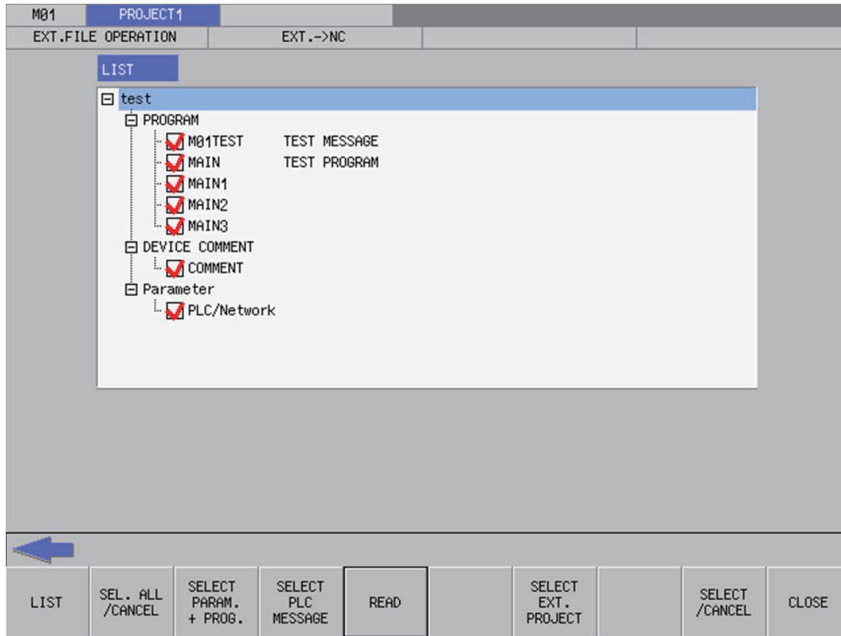 M01 PROJECT1
EXT.FILE OPERATION EXT.->NC
LIST
test
PROGRAM
M01TEST TEST MESSAGE
MAIN TEST PROGRAM
MAIN1
MAIN2
MAIN3
DEVICE COMMENT
COMMENT
Parameter
PLC/Network
LIST
SEL. ALL
/CANCEL
SELECT
PARAM.
+ PROG.
SELECT
PLC
MESSAGE
READ
SELECT
EXT.
PROJECT
SELECT
/CANCEL
CLOSE